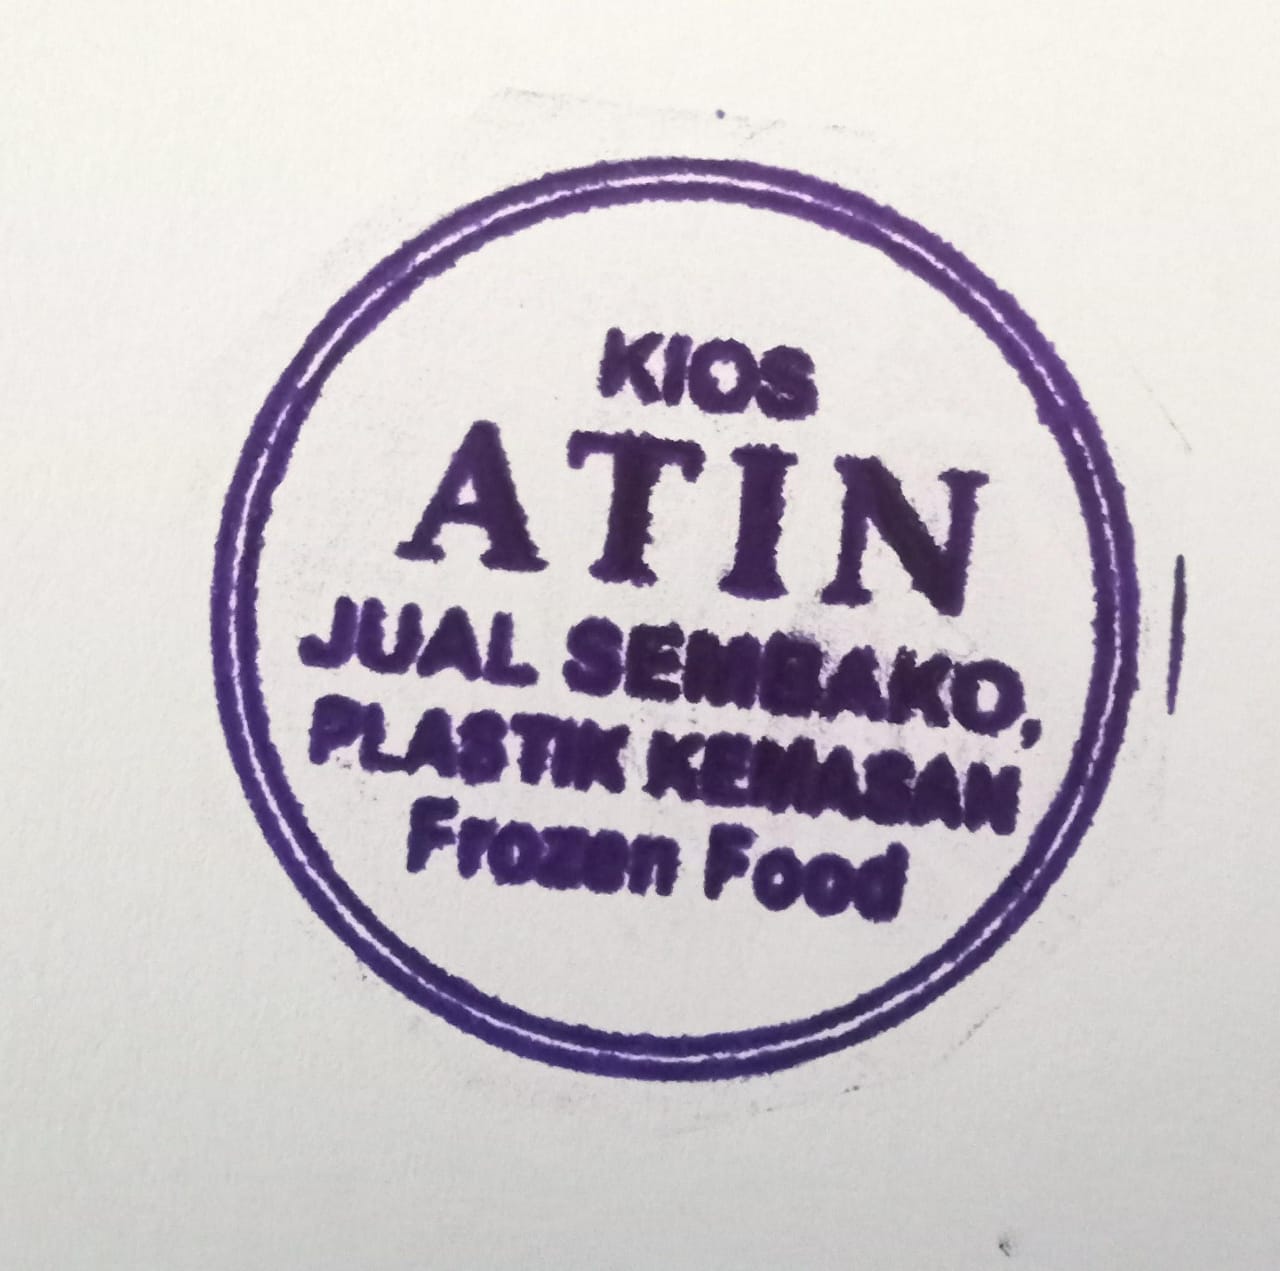 KIOS
ATIN
JUAL SEMBAKO,
PLASTIK KEMASAN
Frozen Food